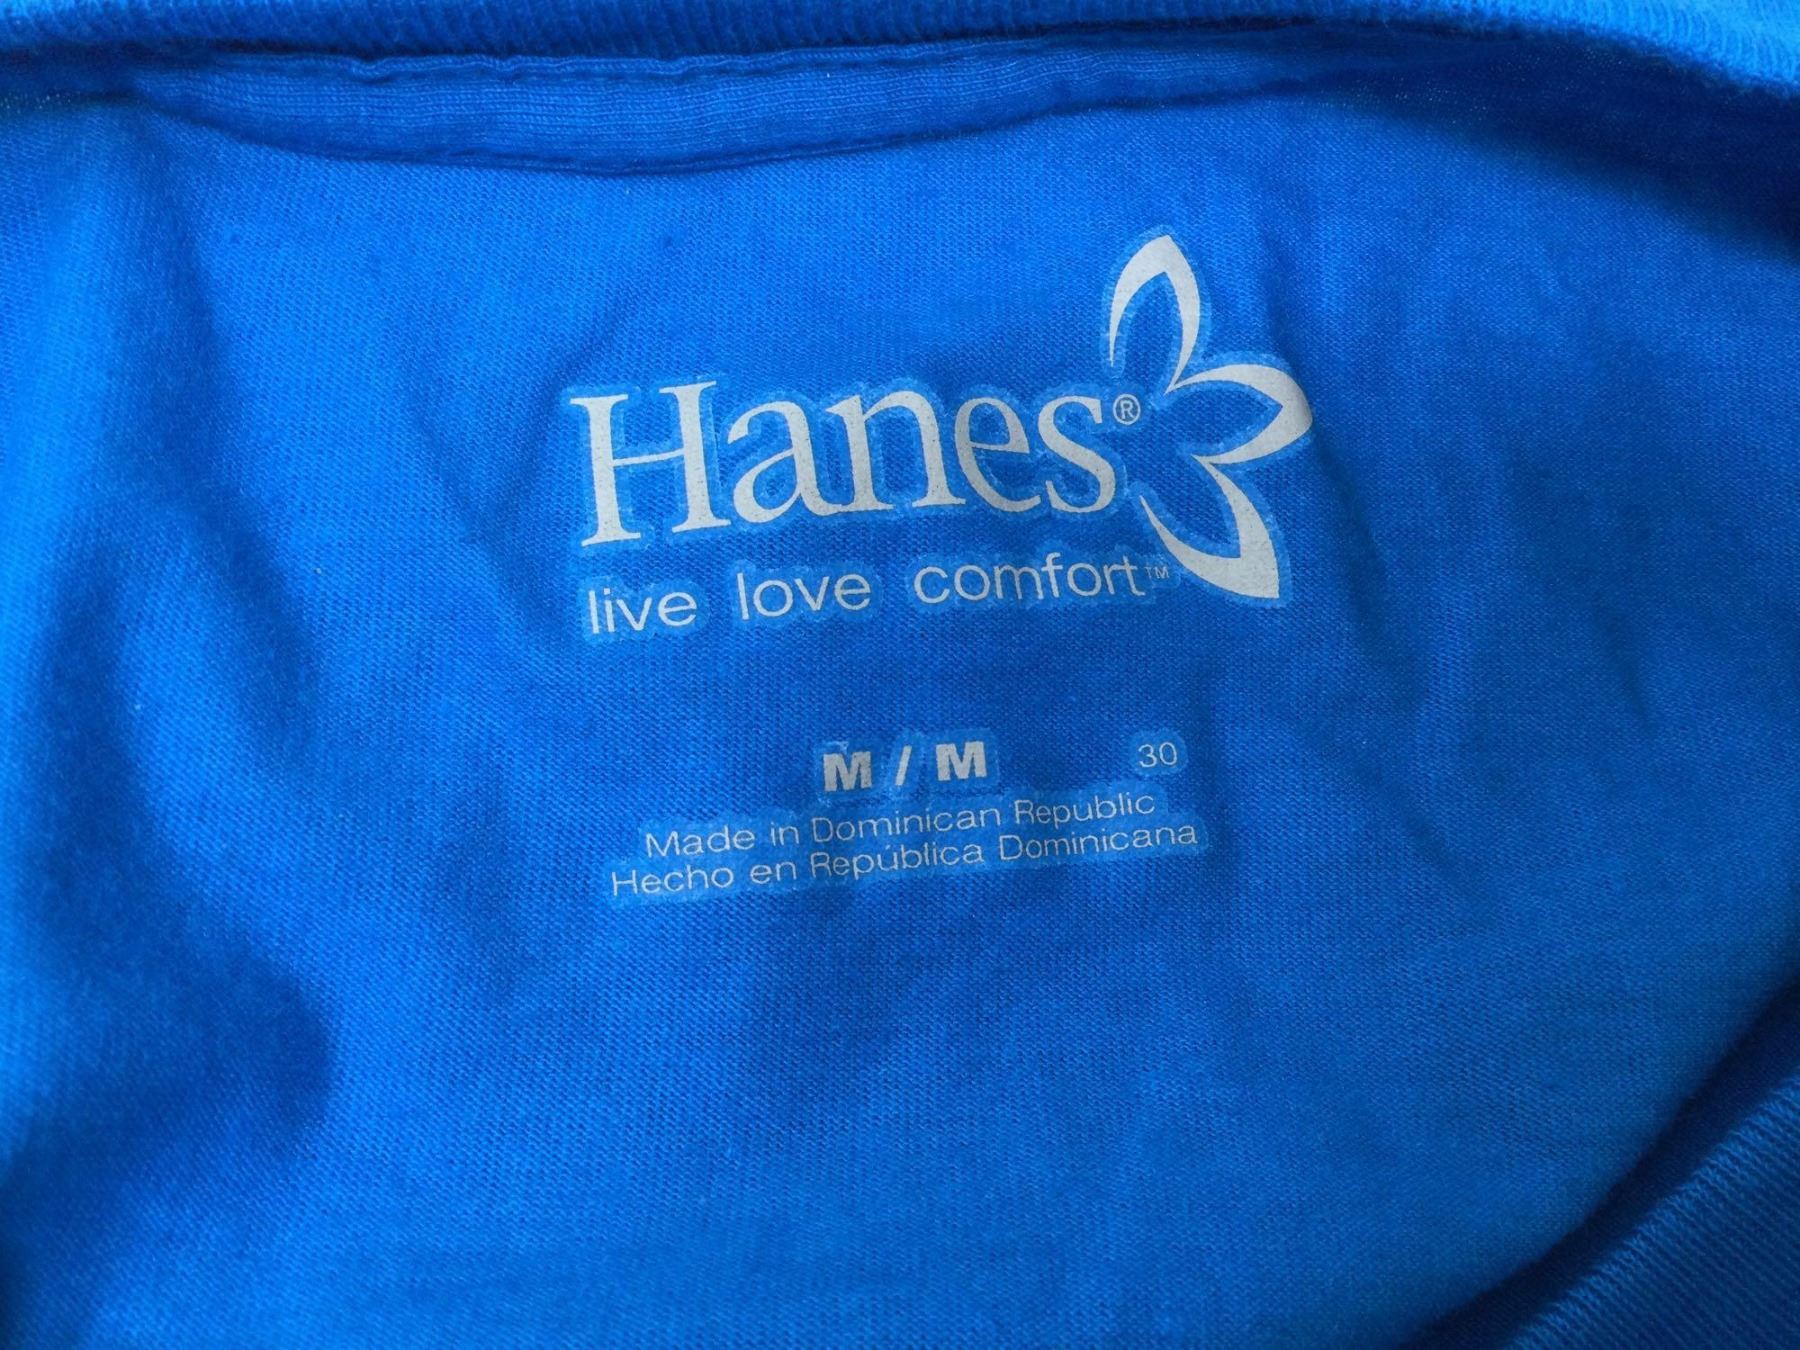 Hanes®
live love comfort™
M / M 30
Made in Dominican Republic
Hecho en República Dominicana